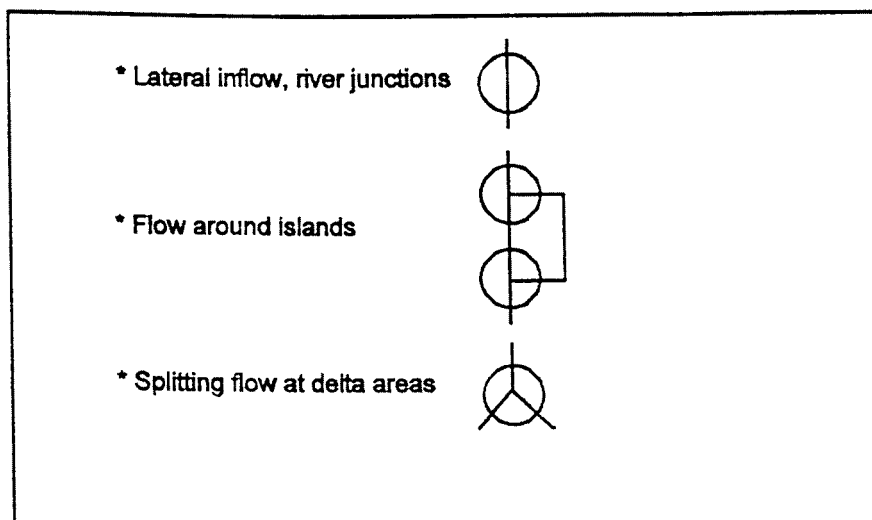 * Lateral inflow, river junctions
* Flow around islands
* Splitting flow at delta areas